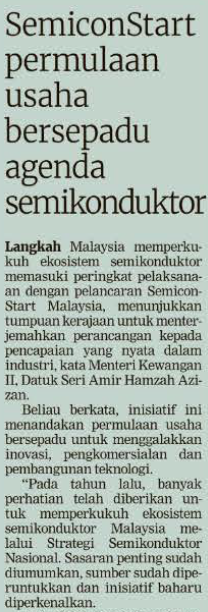 SemiconStart
permulaan
usaha
bersepadu
agenda
semikonduktor
Langkah Malaysia memperku-
kuh ekosistem semikonduktor
memasuki peringkat pelaksana-
an dengan pelancaran Semicon-
Start Malaysia, menunjukkan
tumpuan kerajaan untuk menter-
jemahkan perancangan kepada
pencapaian yang nyata dalam
industri, kata Menteri Kewangan
II, Datuk Seri Amir Hamzah Azi-
zan.
Beliau berkata, inisiatif ini
menandakan permulaan usaha
bersepadu untuk menggalakkan
inovasi, pengkomersialan dan
pembangunan teknologi.
“Pada tahun lalu, banyak
perhatian telah diberikan un-
tuk memperkukuh ekosistem
semikonduktor Malaysia me-
lalui Strategi Semikonduktor
Nasional. Sasaran penting sudah
diumumkan, sumber sudah dipe-
runtukkan dan inisiatif baharu
diperkenalkan.